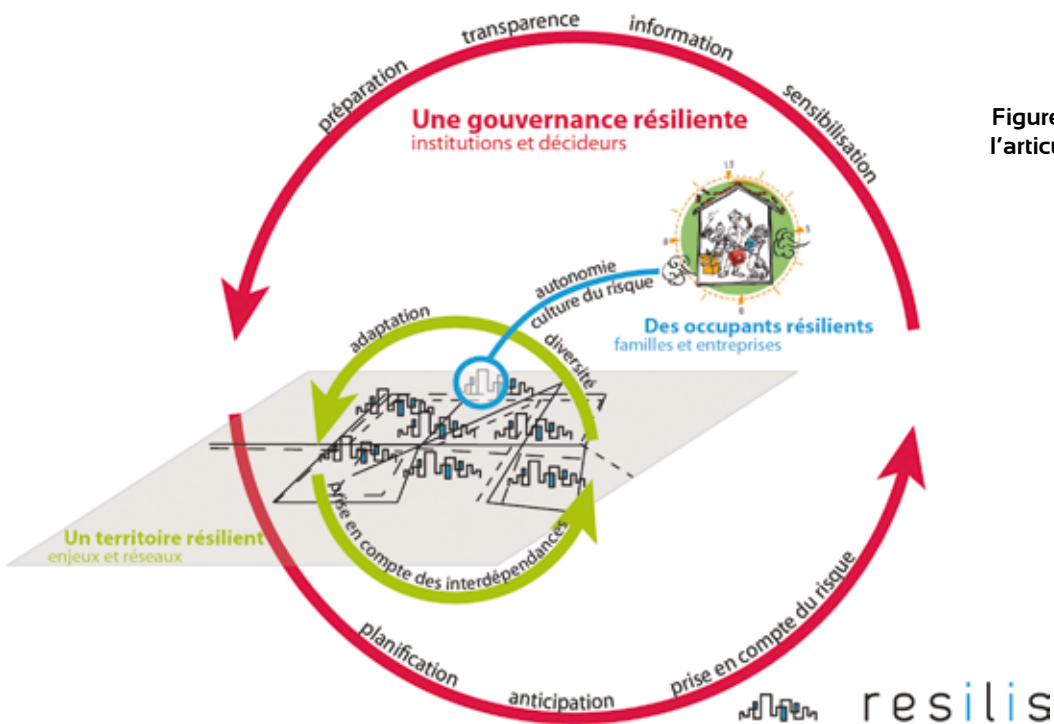 transparence
information
préparation
sensibilisation
Une gouvernance résiliente
institutions et décideurs
Figure
l'articu
autonomie
culture du risque
Des occupants résilients
familles et entreprises
adaptation
diversité
prise en compte des interdépendances
Un territoire résilient
enjeux et réseaux
planification
anticipation
prise en compte du risque
resilis